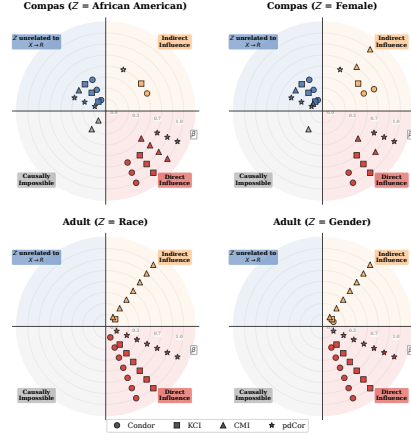 Compas (Z = African American)
Compas (Z = Female)
Z unrelated to
X → R
Indirect
Influence
Z unrelated to
X → R
Indirect
Influence
Causally
Impossible
Direct
Influence
Causally
Impossible
Direct
Influence
Adult (Z = Race)
Adult (Z = Gender)
Z unrelated to
X → R
Indirect
Influence
Z unrelated to
X → R
Indirect
Influence
Causally
Impossible
Direct
Influence
Causally
Impossible
Direct
Influence
Condor KCI CMI pdCor